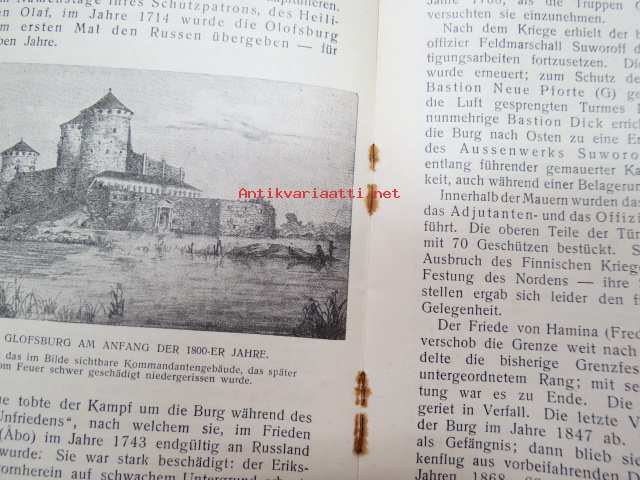 Namenstage ihres Schutzpatrons, des Heili-
en Olaf, im Jahre 1714 wurde die Olofsburg
m ersten Mal den Russen übergeben — für
ben Jahre.
Antikvariaatti.net
GLOFSBURG AM ANFANG DER 1800-ER JAHRE.
das im Bilde sichtbare Kommandantengebäude, das später
om Feuer schwer geschädigt niedergerissen wurde.
ue tobte der Kampf um die Burg während des
Unfriedens“, nach welchem sie, im Frieden
(Åbo) im Jahre 1743 endgültig an Russland
wurde. Sie war stark beschädigt: der Eriks-
ornherein auf schwachem Untergrund
als die Truppen
versuchten sie einzunehmen.
Nach dem Kriege erhielt der b
offizier Feldmarschall Suworoff d
tigungsarbeiten fortzusetzen. Di
wurde erneuert; zum Schutz de
Bastion Neue Pforte (G) ge
die Luft gesprengten Turmes
nunmehrige Bastion Dick errich
die Burg nach Osten zu eine Er
des Aussenwerks Suworo
entlang führender gemauerter Ka
keit, auch während einer Belagerun
Innerhalb der Mauern wurden das
das Adjutanten- und das Offiz
führt. Die oberen Teile der Tür
mit 70 Geschützen bestückt. S
Ausbruch des Finnischen Krieg
Festung des Nordens — ihre
stellen ergab sich leider den f
Gelegenheit.
Der Friede von Hamina (Fred
verschob die Grenze weit nach
delte die bisherige Grenzfes
untergeordnetem Rang; mit se
tung war es zu Ende. Die
geriet in Verfall. Die letzte V
der Burg im Jahre 1847 ab.
als Gefängnis; dann blieb sie
kenflug aus vorbeifahrenden D
Jahren 1868